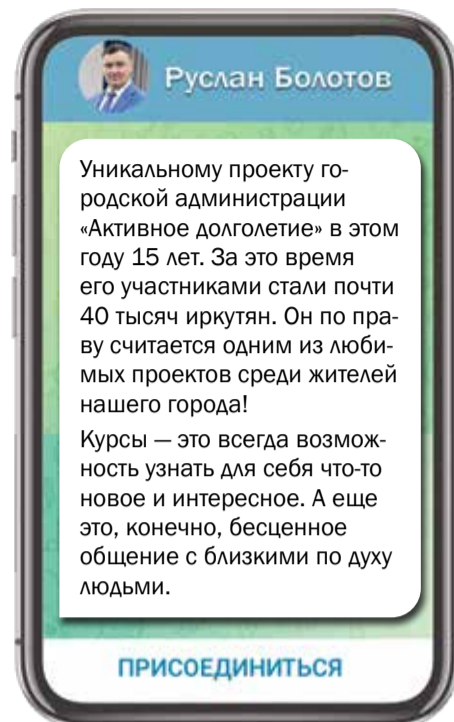 Руслан Болотов
Уникальному проекту го-
родской администрации
«Активное долголетие» в этом
году 15 лет. За это время
его участниками стали почти
40 тысяч иркутян. Он по пра-
ву считается одним из люби-
мых проектов среди жителей
нашего города!
Курсы — это всегда возмож-
ность узнать для себя что-то
новое и интересное. А еще
это, конечно, бесценное
общение с близкими по духу
людьми.
ПРИСОЕДИНИТЬСЯ